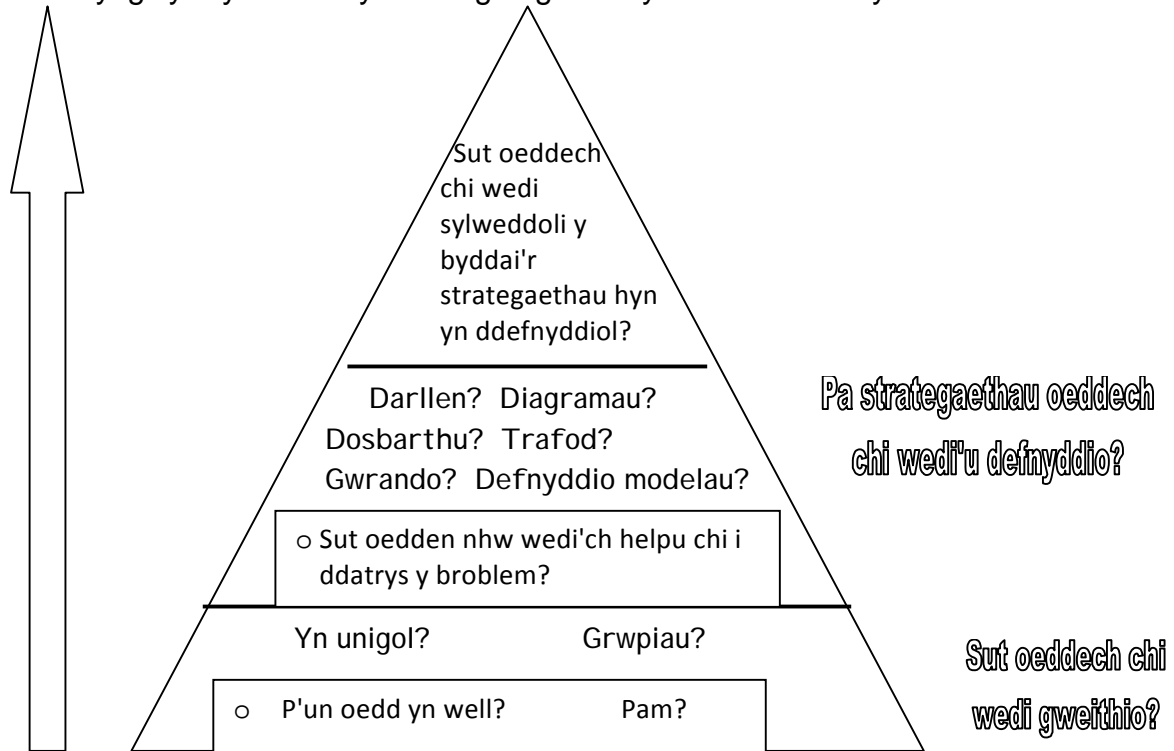 Sut oeddech
chi wedi
sylweddoli y
byddai'r
strategaethau hyn
yn ddefnyddiol?
Darllen? Diagramau?
Dosbarthu? Trafod?
Gwrando? Defnyddio modelau?
Pa strategaethau oeddech
chi wedi'u defnyddio?
o Sut oedden nhw wedi'ch helpu chi i
ddatrys y broblem?
Yn unigol? Grwpiau?
Sut oeddech chi
wedi gweithio?
o P'un oedd yn well? Pam?